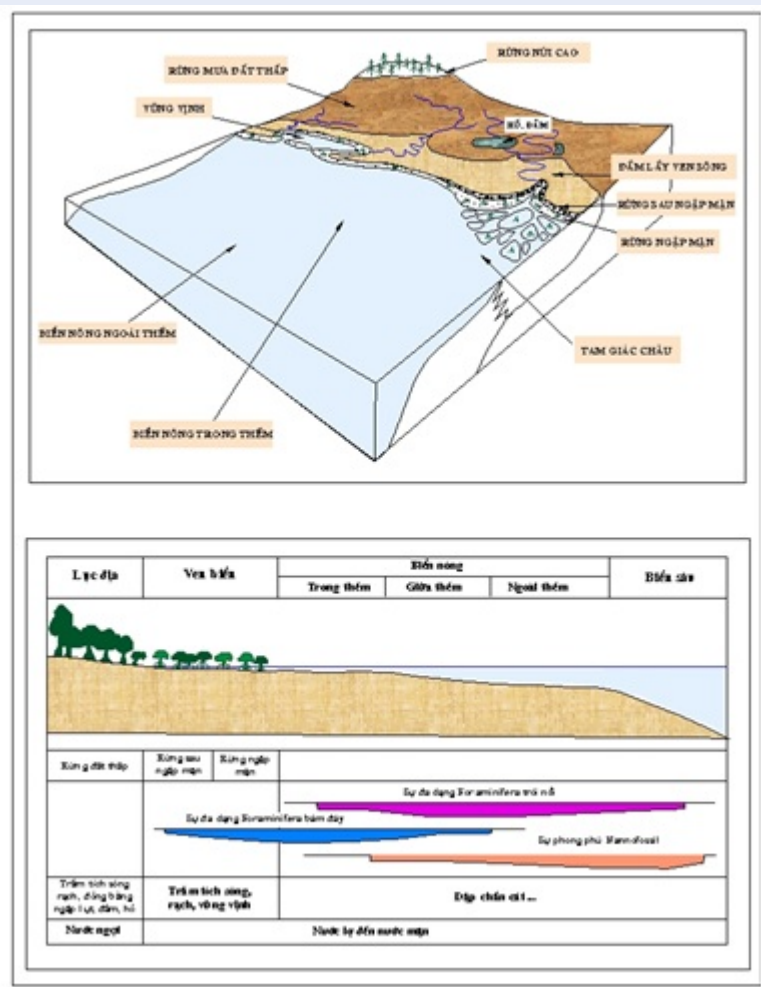 RỪNG NÚI CAO
RỪNG MƯA ĐẤT THẤP
VŨNG VỊNH
HỒ, ĐẦM
ĐẦM LẦY VEN SÔNG
RỪNG SAU NGẬP MẶN
RỪNG NGẬP MẶN
BIỂN NÔNG NGOÀI THỀM
TAM GIÁC CHÂU
BIỂN NÔNG TRONG THỀM
Lục địa
Ven biển
Biển nông
Trong thềm
Giữa thềm
Ngoài thềm
Biển sâu
Rừng đất thấp
Rừng sau
ngập mặn
Rừng ngập
mặn
Sự đa dạng Foraminifera trôi nổi
Sự đa dạng Foraminifera bám đáy
Sự phong phú Nannofossil
Trầm tích sông
rạch, đồng bằng
ngập lụt, đầm, hồ
Trầm tích sông,
rạch, vũng vịnh
Đập chắn cát...
Nước ngọt
Nước lợ đến nước mặn